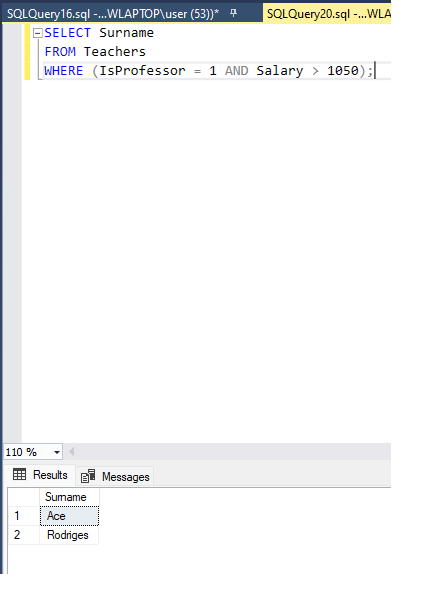 SQLQuery16.sql -...WLAPTOP\user (53))*
SQLQuery20.sql -...WLA
SELECT Surname
FROM Teachers
WHERE (IsProfessor = 1 AND Salary > 1050);
110 %
Results
Messages
Surname
1 Ace
2 Rodriges